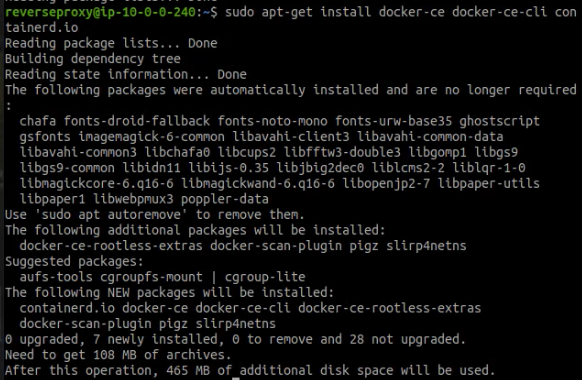 reverseproxy@ip-10-0-0-240:~$ sudo apt-get install docker-ce docker-ce-cli con
tainerd.io
Reading package lists... Done
Building dependency tree
Reading state information... Done
The following packages were automatically installed and are no longer required
:
  chafa fonts-droid-fallback fonts-noto-mono fonts-urw-base35 ghostscript
  gsfonts imagemagick-6-common libavahi-client3 libavahi-common-data
  libavahi-common3 libchafa0 libcups2 libfftw3-double3 libgomp1 libgs9
  libgs9-common libidn11 libijs-0.35 libjbig2dec0 liblcms2-2 liblqr-1-0
  libmagickcore-6.q16-6 libmagickwand-6.q16-6 libopenjp2-7 libpaper-utils
  libpaper1 libwebpmux3 poppler-data
Use 'sudo apt autoremove' to remove them.
The following additional packages will be installed:
  docker-ce-rootless-extras docker-scan-plugin pigz slirp4netns
Suggested packages:
  aufs-tools cgroupfs-mount | cgroup-lite
The following NEW packages will be installed:
  containerd.io docker-ce docker-ce-cli docker-ce-rootless-extras
  docker-scan-plugin pigz slirp4netns
0 upgraded, 7 newly installed, 0 to remove and 28 not upgraded.
Need to get 108 MB of archives.
After this operation, 465 MB of additional disk space will be used.